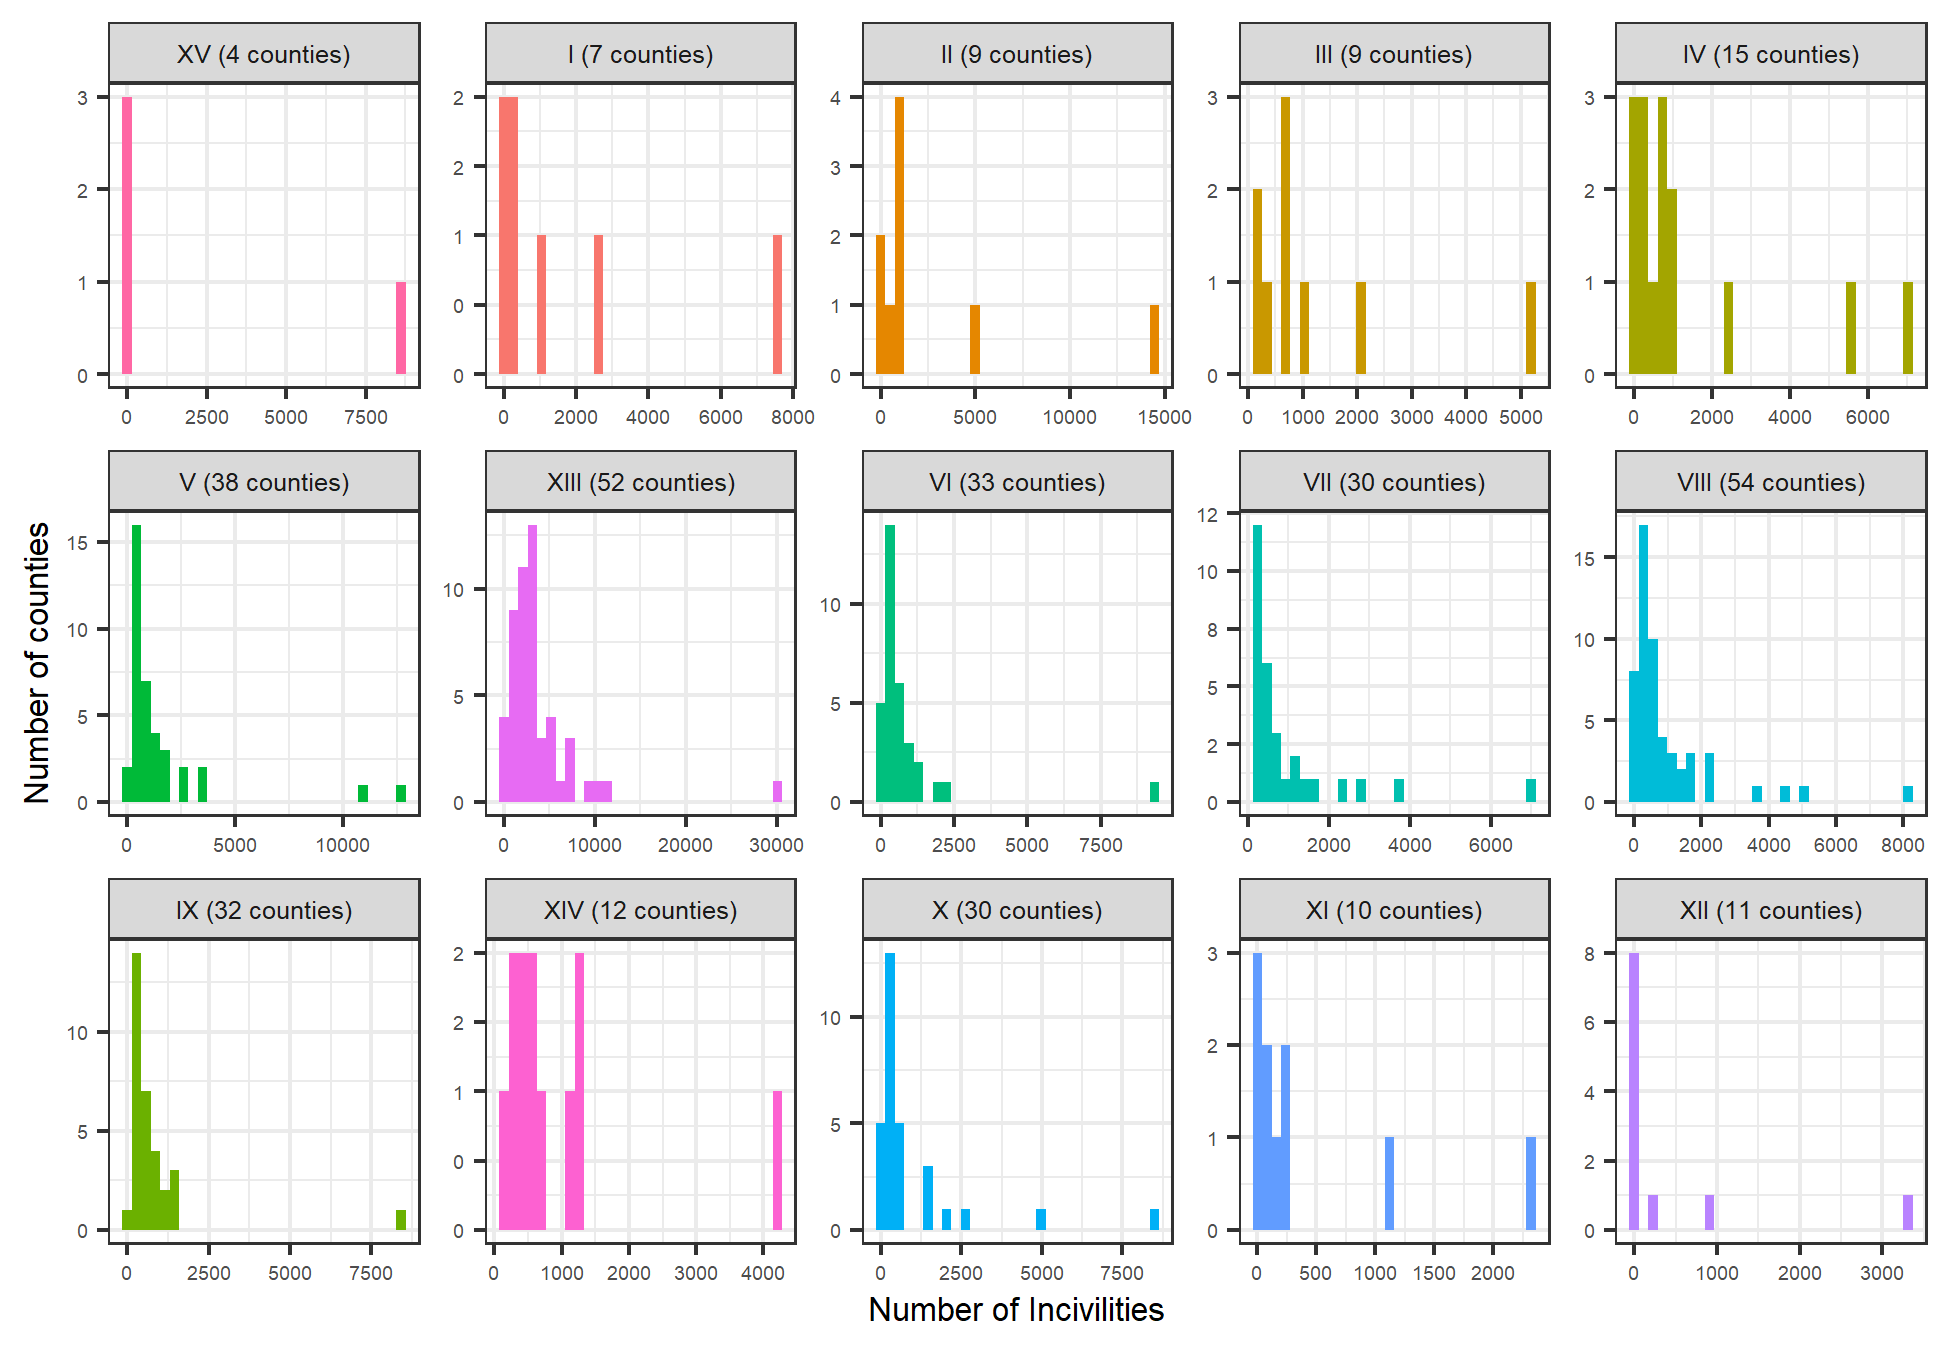 XV (4 counties)
I (7 counties)
II (9 counties)
III (9 counties)
IV (15 counties)
3
2
1
0
0 2500 5000 7500
2
2
1
0
0
0 2000 4000 6000 8000
4
3
2
1
0
0 5000 10000 15000
3
2
1
0
0 1000 2000 3000 4000 5000
3
2
1
0
0 2000 4000 6000
Number of counties
V (38 counties)
XIII (52 counties)
VI (33 counties)
VII (30 counties)
VIII (54 counties)
15
10
5
0
0 5000 10000
10
5
0
0 10000 20000 30000
10
5
0
0 2500 5000 7500
12
10
8
5
2
0
0 2000 4000 6000
15
10
5
0
0 2000 4000 6000 8000
IX (32 counties)
XIV (12 counties)
X (30 counties)
XI (10 counties)
XII (11 counties)
10
5
0
0 2500 5000 7500
2
2
1
0
0
0 1000 2000 3000 4000
10
5
0
0 2500 5000 7500
3
2
1
0
0 500 1000 1500 2000
8
6
4
2
0
0 1000 2000 3000
Number of Incivilities